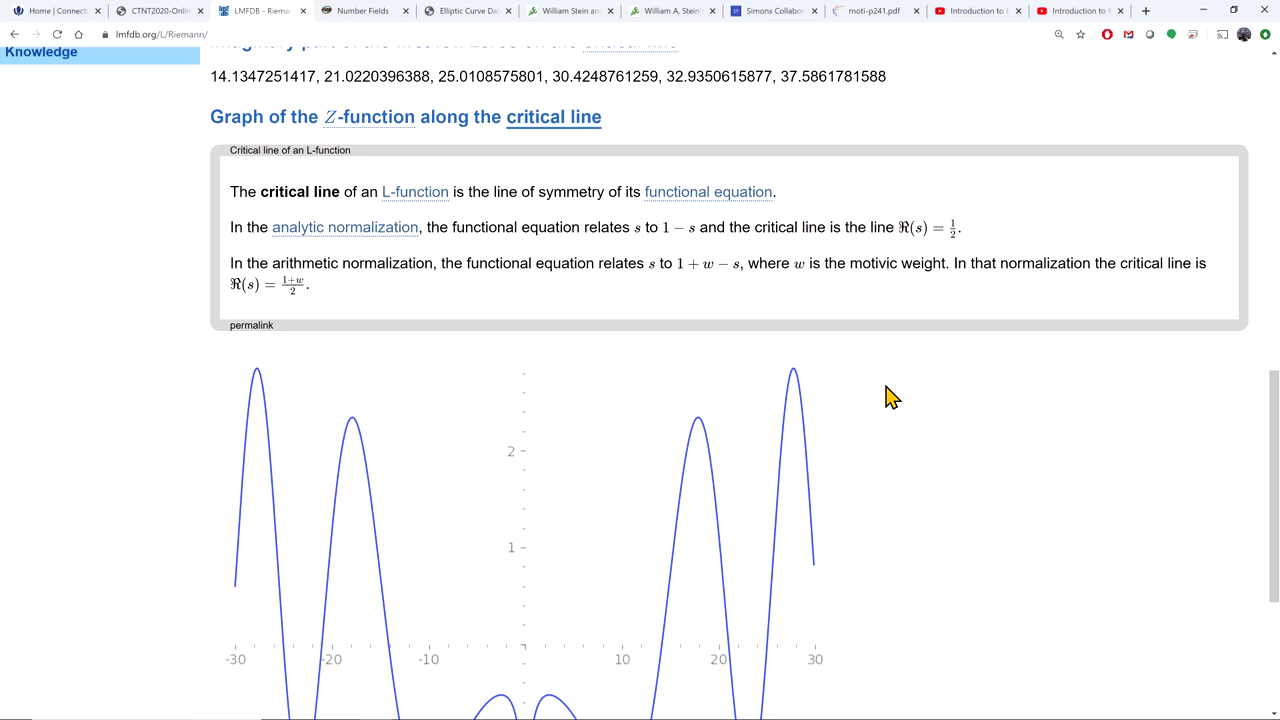 Home | Connect
CTNT2020-Onlin
LMFDB - Riema
Number Fields
Elliptic Curve Da
William Stein an
William A. Stein'
Simons Collabor
moti-p241.pdf
Introduction to
Introduction to
lmfdb.org/L/Riemann/
Knowledge
14.1347251417, 21.0220396388, 25.0108575801, 30.4248761259, 32.9350615877, 37.5861781588
Graph of the Z-function along the critical line
Critical line of an L-function
The critical line of an L-function is the line of symmetry of its functional equation.
In the analytic normalization, the functional equation relates s to 1 − s and the critical line is the line ℜ(s) = 1/2.
In the arithmetic normalization, the functional equation relates s to 1 + w − s, where w is the motivic weight. In that normalization the critical line is
ℜ(s) = (1+w)/2.
permalink
2
1
-30 -20 -10 10 20 30